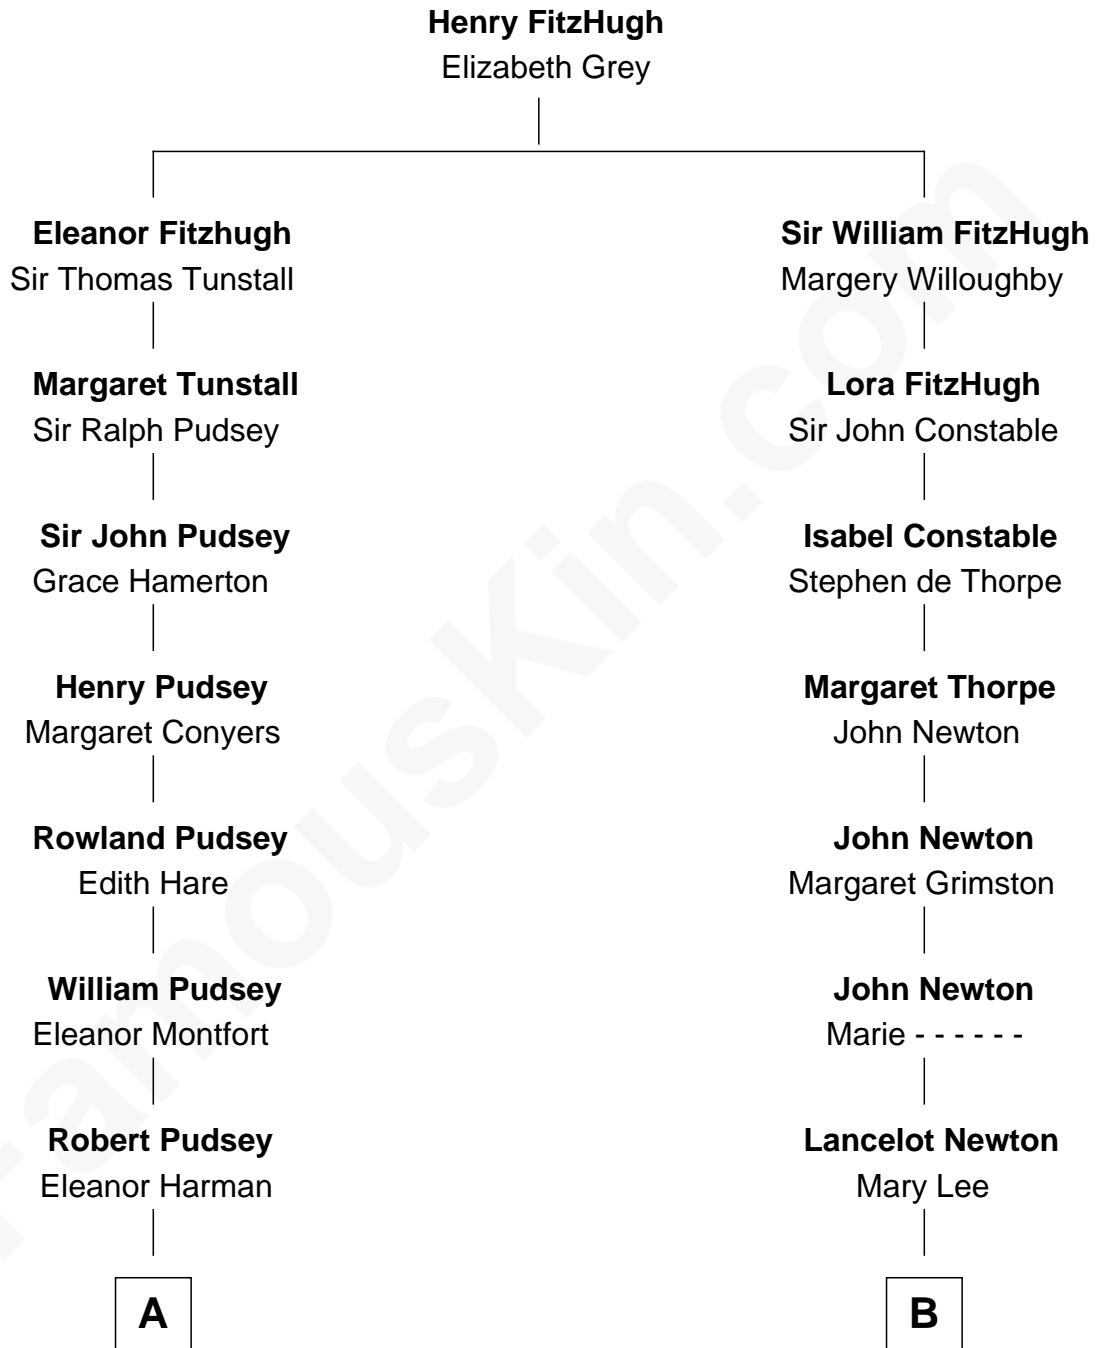 Henry FitzHugh
Elizabeth Grey
Eleanor Fitzhugh
Sir Thomas Tunstall
Sir William FitzHugh
Margery Willoughby
Margaret Tunstall
Sir Ralph Pudsey
Lora FitzHugh
Sir John Constable
Sir John Pudsey
Grace Hamerton
Isabel Constable
Stephen de Thorpe
Henry Pudsey
Margaret Conyers
Margaret Thorpe
John Newton
Rowland Pudsey
Edith Hare
John Newton
Margaret Grimston
William Pudsey
Eleanor Montfort
John Newton
Marie - - - - - -
Robert Pudsey
Eleanor Harman
Lancelot Newton
Mary Lee
A
B
FamousKin.com